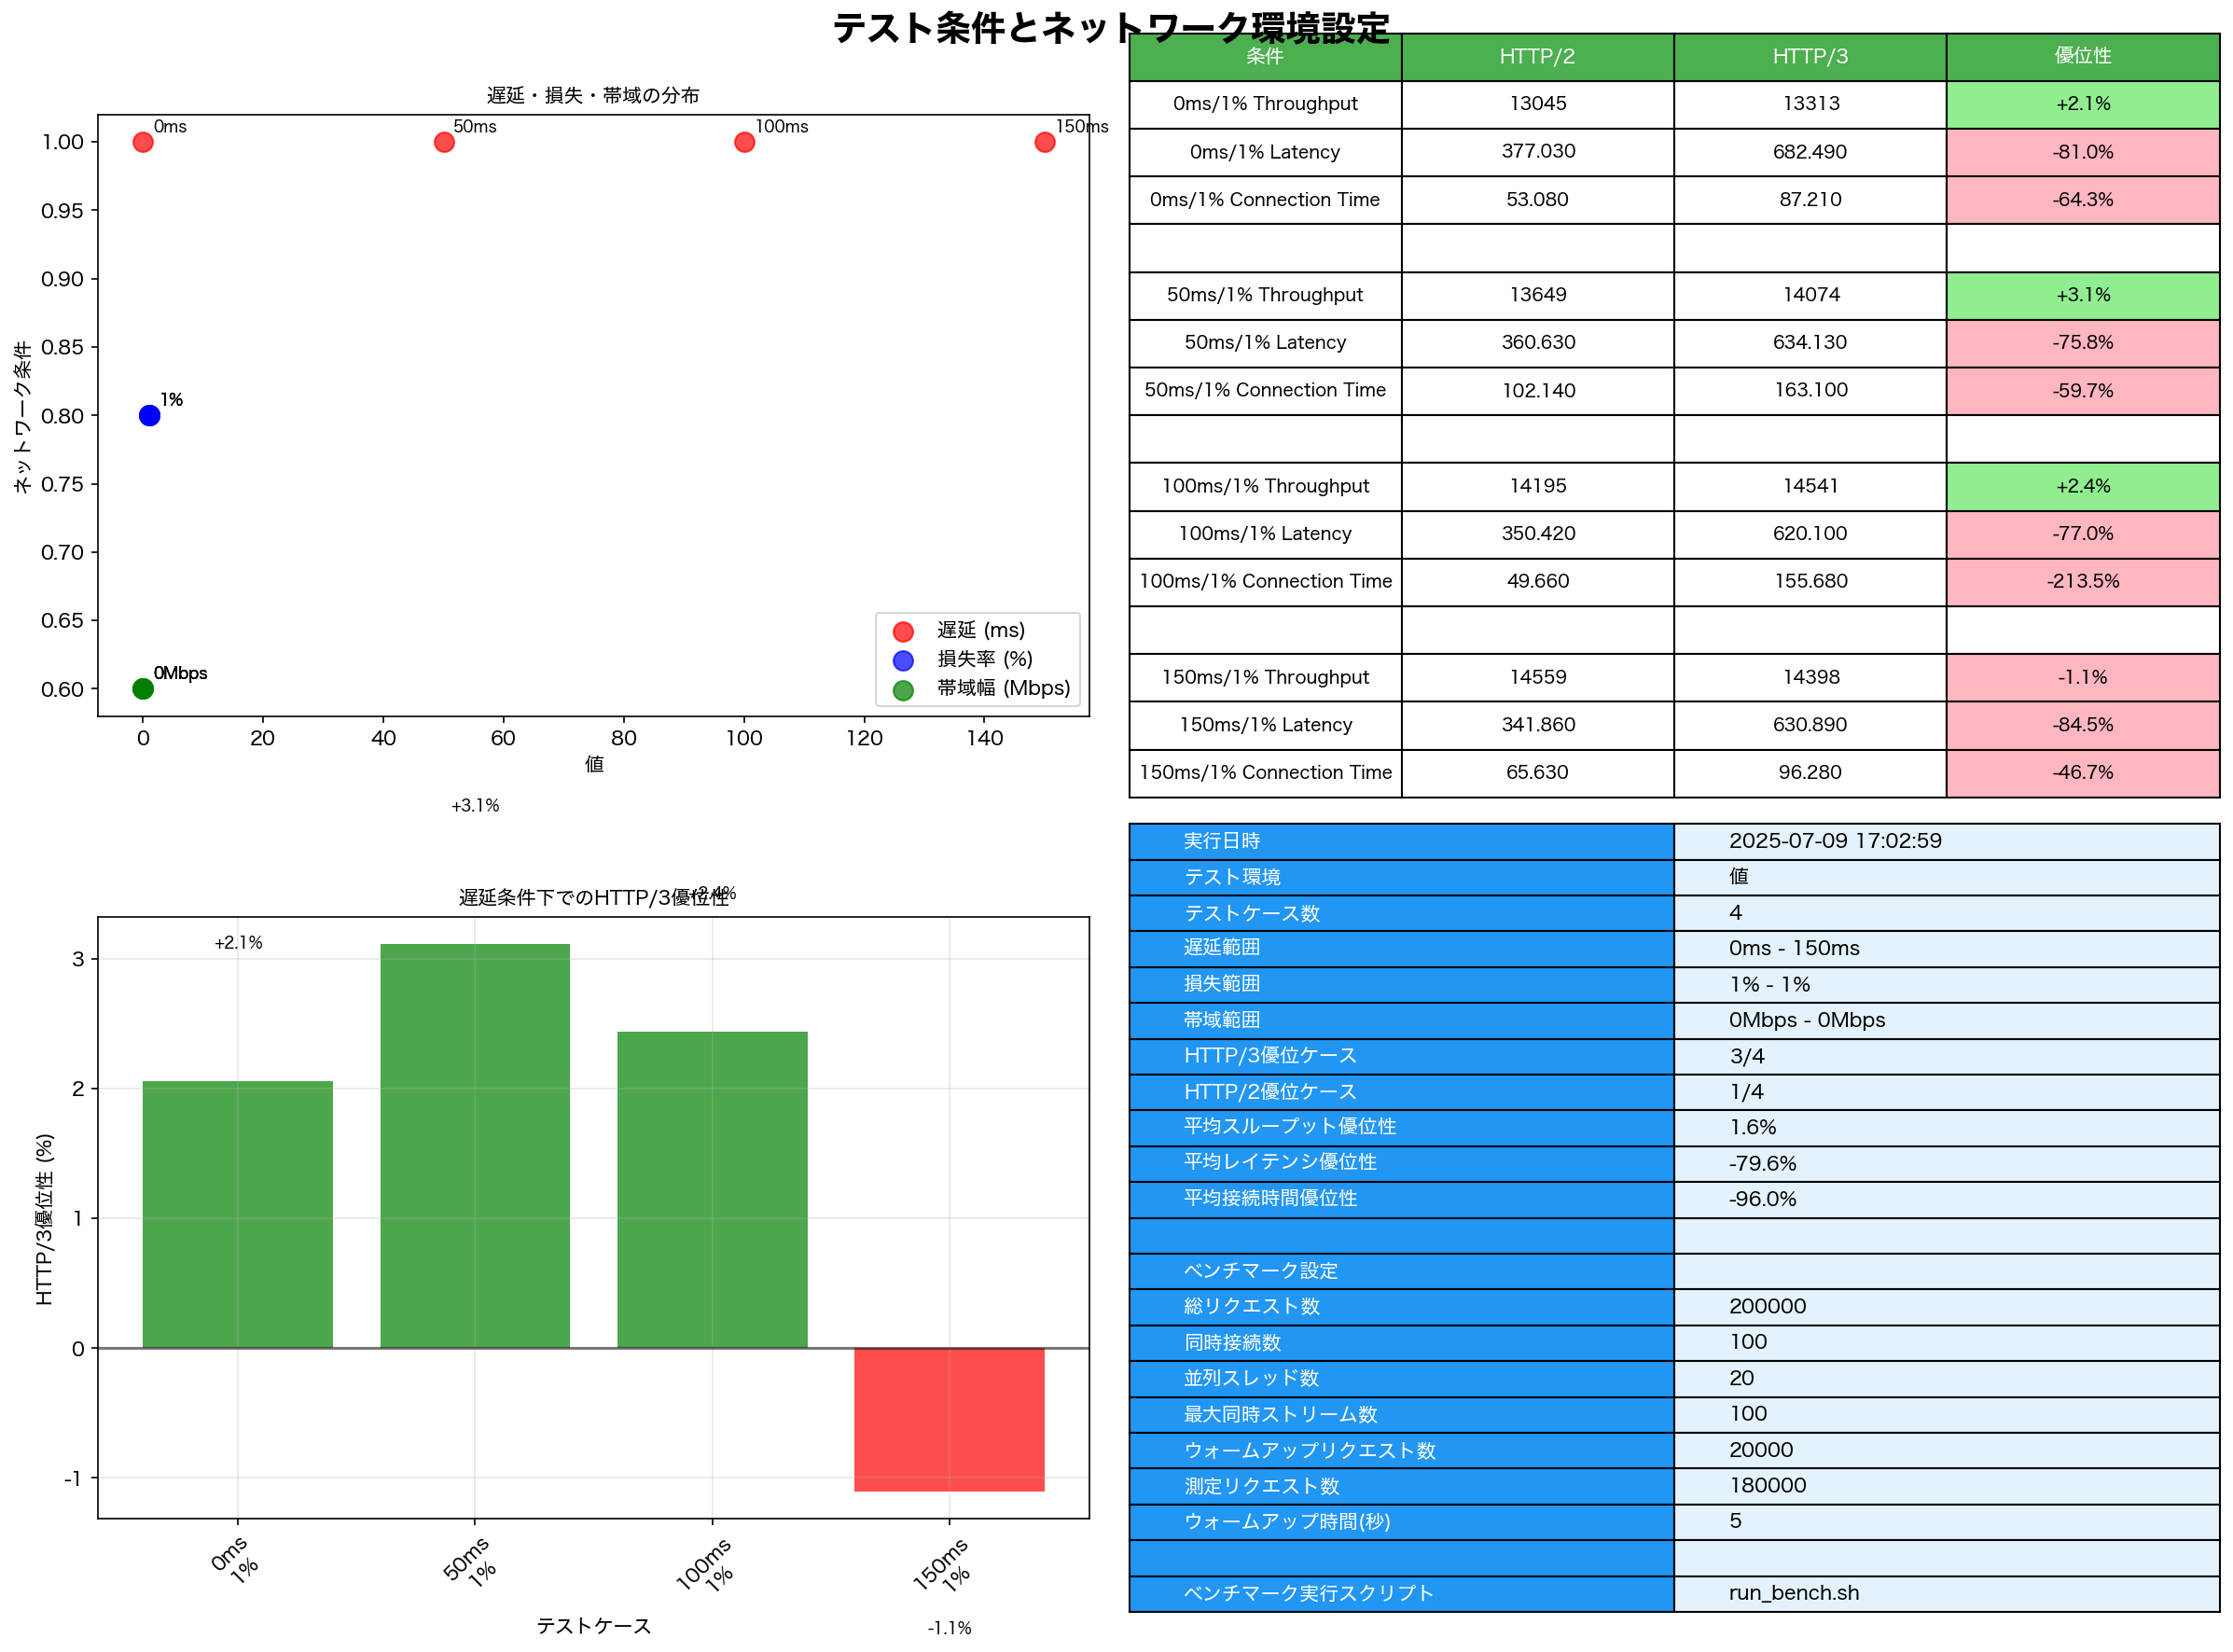 テスト条件とネットワーク環境設定
遅延・損失・帯域の分布
0ms 50ms 100ms 150ms
1.00
0.95
0.90
0.85
0.80
0.75
0.70
0.65
0.60
ネットワーク条件
1%
0Mbps
遅延 (ms)
損失率 (%)
帯域幅 (Mbps)
0 20 40 60 80 100 120 140
値
条件 HTTP/2 HTTP/3 優位性
0ms/1% Throughput 13045 13313 +2.1%
0ms/1% Latency 377.030 682.490 -81.0%
0ms/1% Connection Time 53.080 87.210 -64.3%
50ms/1% Throughput 13649 14074 +3.1%
50ms/1% Latency 360.630 634.130 -75.8%
50ms/1% Connection Time 102.140 163.100 -59.7%
100ms/1% Throughput 14195 14541 +2.4%
100ms/1% Latency 350.420 620.100 -77.0%
100ms/1% Connection Time 49.660 155.680 -213.5%
150ms/1% Throughput 14559 14398 -1.1%
150ms/1% Latency 341.860 630.890 -84.5%
150ms/1% Connection Time 65.630 96.280 -46.7%
+3.1%
遅延条件下でのHTTP/3優位性
+2.4%
+2.1%
3
2
1
0
-1
HTTP/3優位性 (%)
0ms
1%
50ms
1%
100ms
1%
150ms
1%
テストケース
-1.1%
実行日時 2025-07-09 17:02:59
テスト環境 値
テストケース数 4
遅延範囲 0ms - 150ms
損失範囲 1% - 1%
帯域範囲 0Mbps - 0Mbps
HTTP/3優位ケース 3/4
HTTP/2優位ケース 1/4
平均スループット優位性 1.6%
平均レイテンシ優位性 -79.6%
平均接続時間優位性 -96.0%
ベンチマーク設定
総リクエスト数 200000
同時接続数 100
並列スレッド数 20
最大同時ストリーム数 100
ウォームアップリクエスト数 20000
測定リクエスト数 180000
ウォームアップ時間(秒) 5
ベンチマーク実行スクリプト run_bench.sh